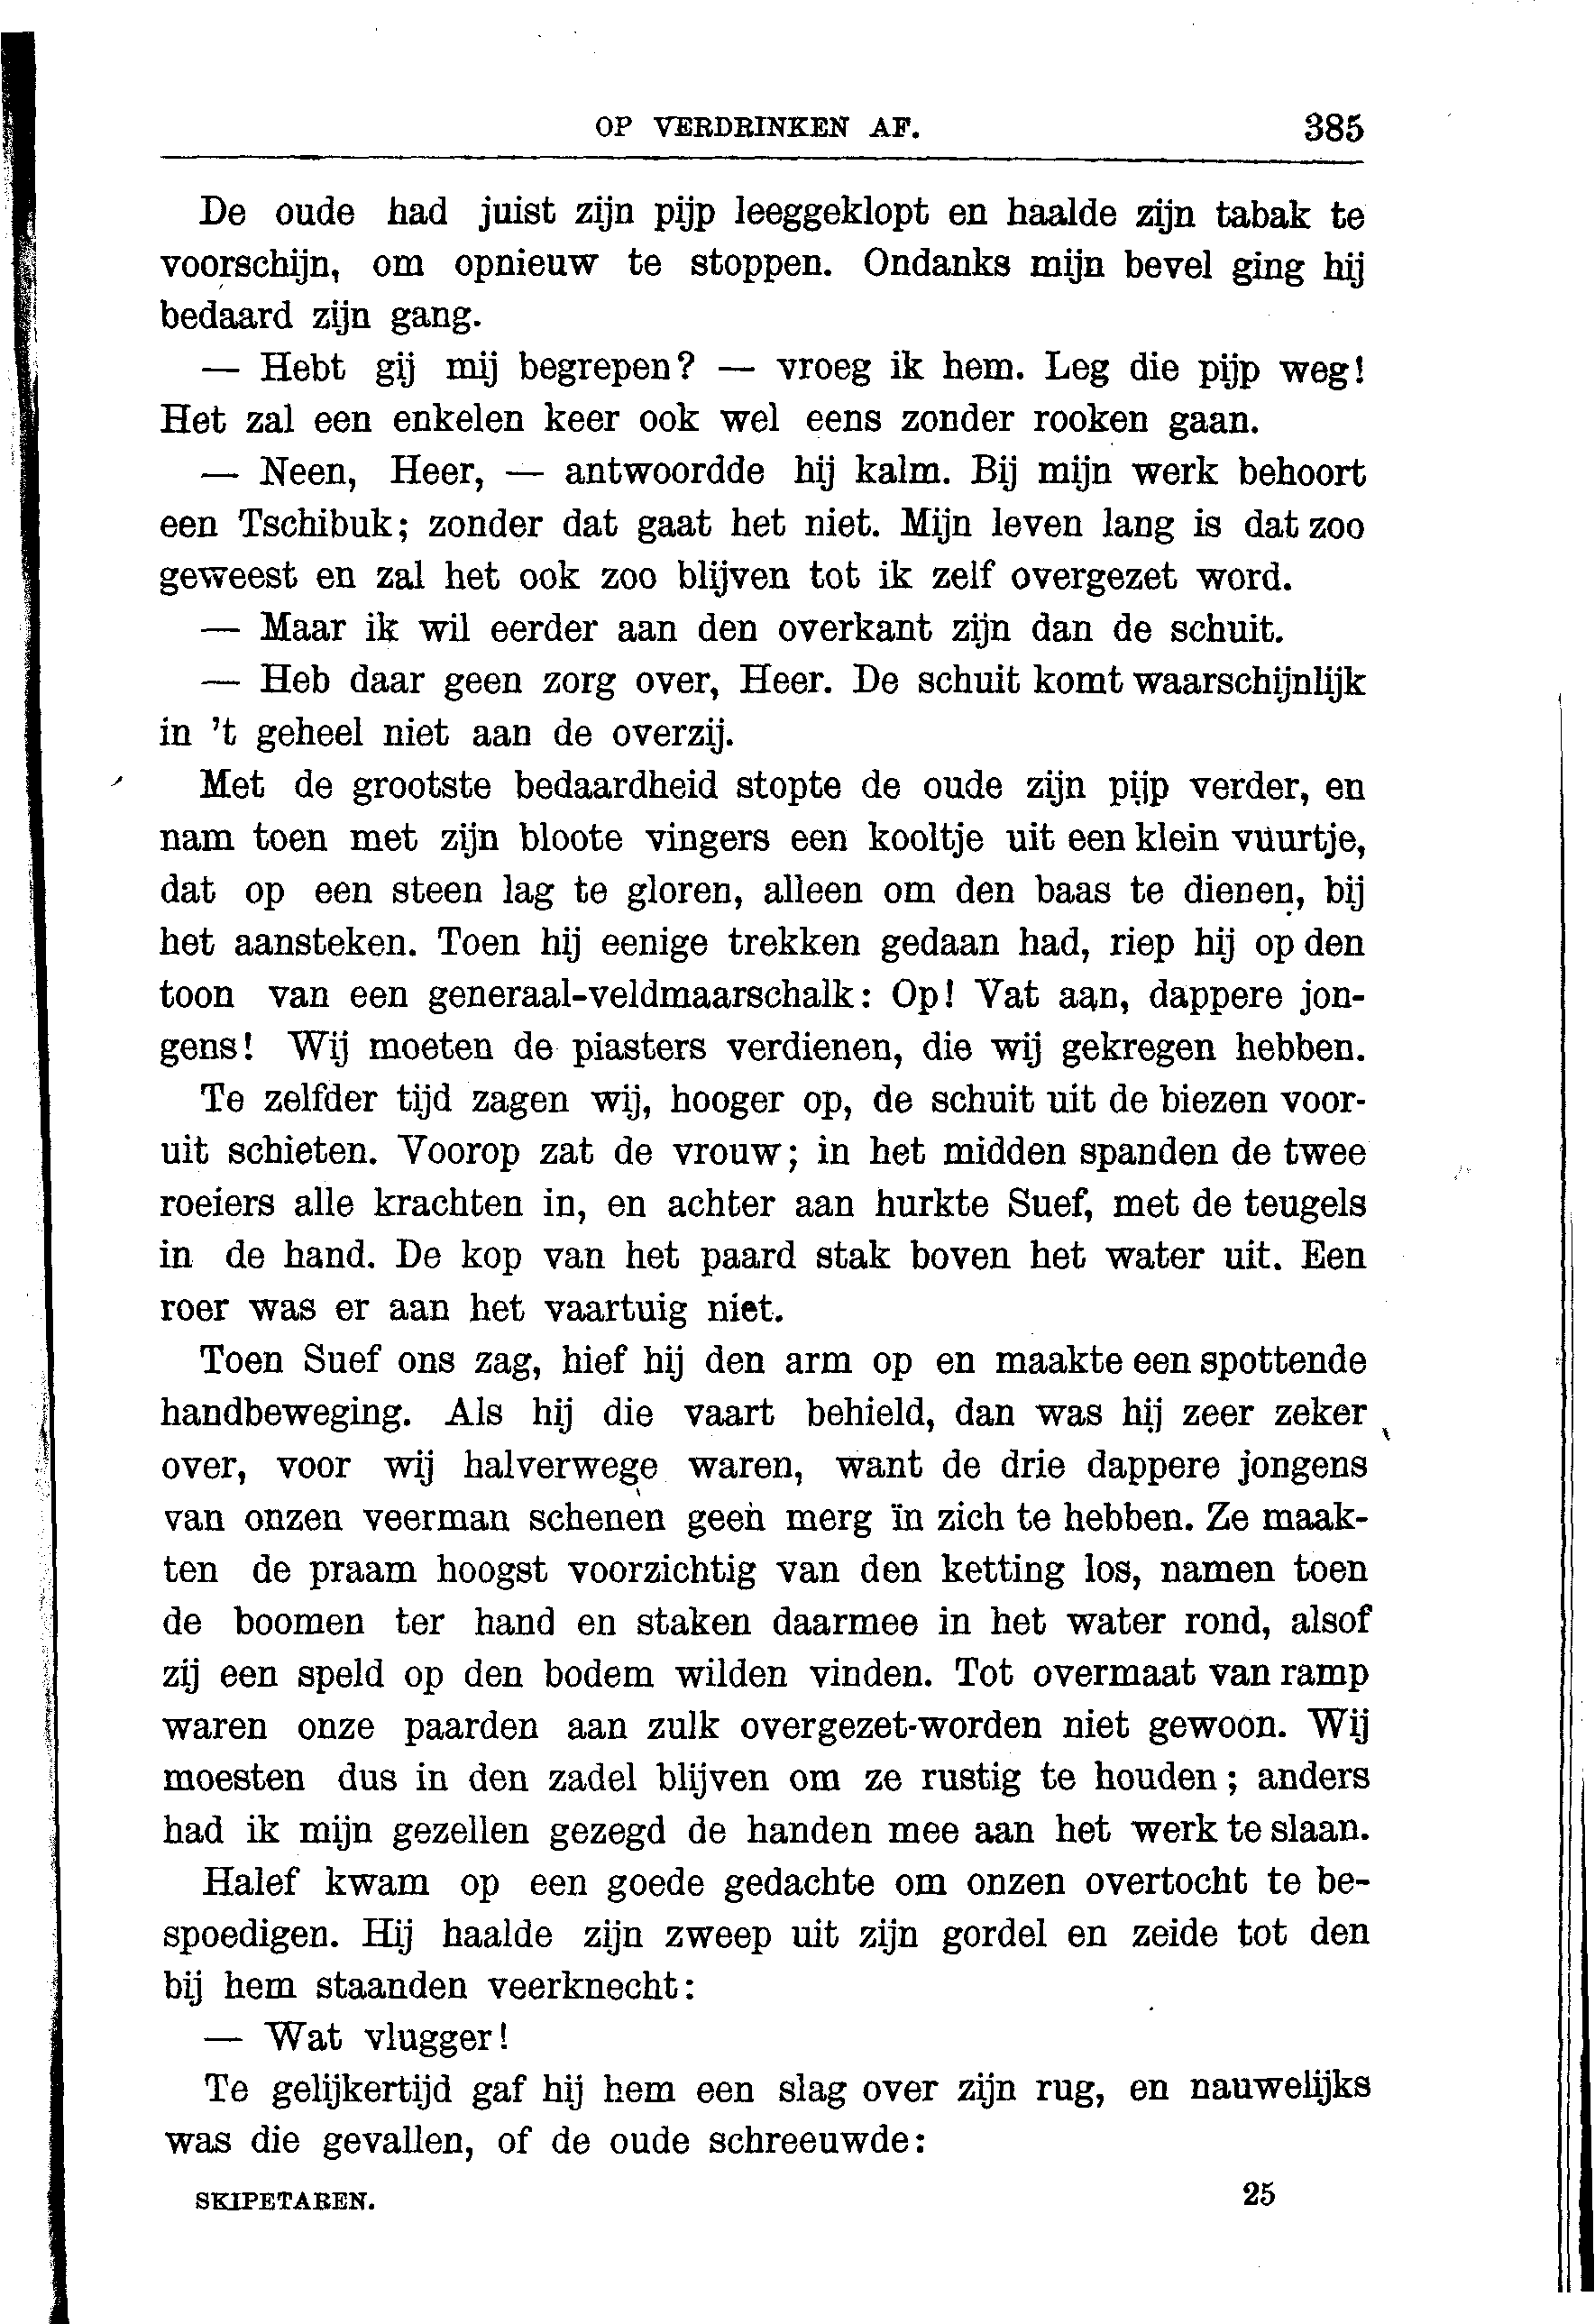 OP VERDRINKEN AF. 385
De oude had juist zijn pijp leeggeklopt en haalde zijn tabak te
voorschijn, om opnieuw te stoppen. Ondanks mijn bevel ging hij
bedaard zijn gang.
— Hebt gij mij begrepen? — vroeg ik hem. Leg die pijp weg!
Het zal een enkelen keer ook wel eens zonder rooken gaan.
— Neen, Heer, — antwoordde hij kalm. Bij mijn werk behoort
een Tschibuk; zonder dat gaat het niet. Mijn leven lang is dat zoo
geweest en zal het ook zoo blijven tot ik zelf overgezet word.
— Maar ik wil eerder aan den overkant zijn dan de schuit.
— Heb daar geen zorg over, Heer. De schuit komt waarschijnlijk
in 't geheel niet aan de overzij.
Met de grootste bedaardheid stopte de oude zijn pijp verder, en
nam toen met zijn bloote vingers een kooltje uit een klein vuurtje,
dat op een steen lag te gloren, alleen om den baas te dienen, bij
het aansteken. Toen hij eenige trekken gedaan had, riep hij op den
toon van een generaal-veldmaarschalk: Op! Vat aan, dappere jon-
gens! Wij moeten de piasters verdienen, die wij gekregen hebben.
Te zelfder tijd zagen wij, hooger op, de schuit uit de biezen voor-
uit schieten. Voorop zat de vrouw; in het midden spanden de twee
roeiers alle krachten in, en achter aan hurkte Suef, met de teugels
in de hand. De kop van het paard stak boven het water uit. Een
roer was er aan het vaartuig niet.
Toen Suef ons zag, hief hij den arm op en maakte een spottende
handbeweging. Als hij die vaart behield, dan was hij zeer zeker
over, voor wij halverwege waren, want de drie dappere jongens
van onzen veerman schenen geen merg in zich te hebben. Ze maak-
ten de praam hoogst voorzichtig van den ketting los, namen toen
de boomen ter hand en staken daarmee in het water rond, alsof
zij een speld op den bodem wilden vinden. Tot overmaat van ramp
waren onze paarden aan zulk overgezet-worden niet gewoon. Wij
moesten dus in den zadel blijven om ze rustig te houden; anders
had ik mijn gezellen gezegd de handen mee aan het werk te slaan.
Halef kwam op een goede gedachte om onzen overtocht te be-
spoedigen. Hij haalde zijn zweep uit zijn gordel en zeide tot den
bij hem staanden veerknecht:
— Wat vlugger!
Te gelijkertijd gaf hij hem een slag over zijn rug, en nauwelijks
was die gevallen, of de oude schreeuwde:
SKIPETAREN. 25